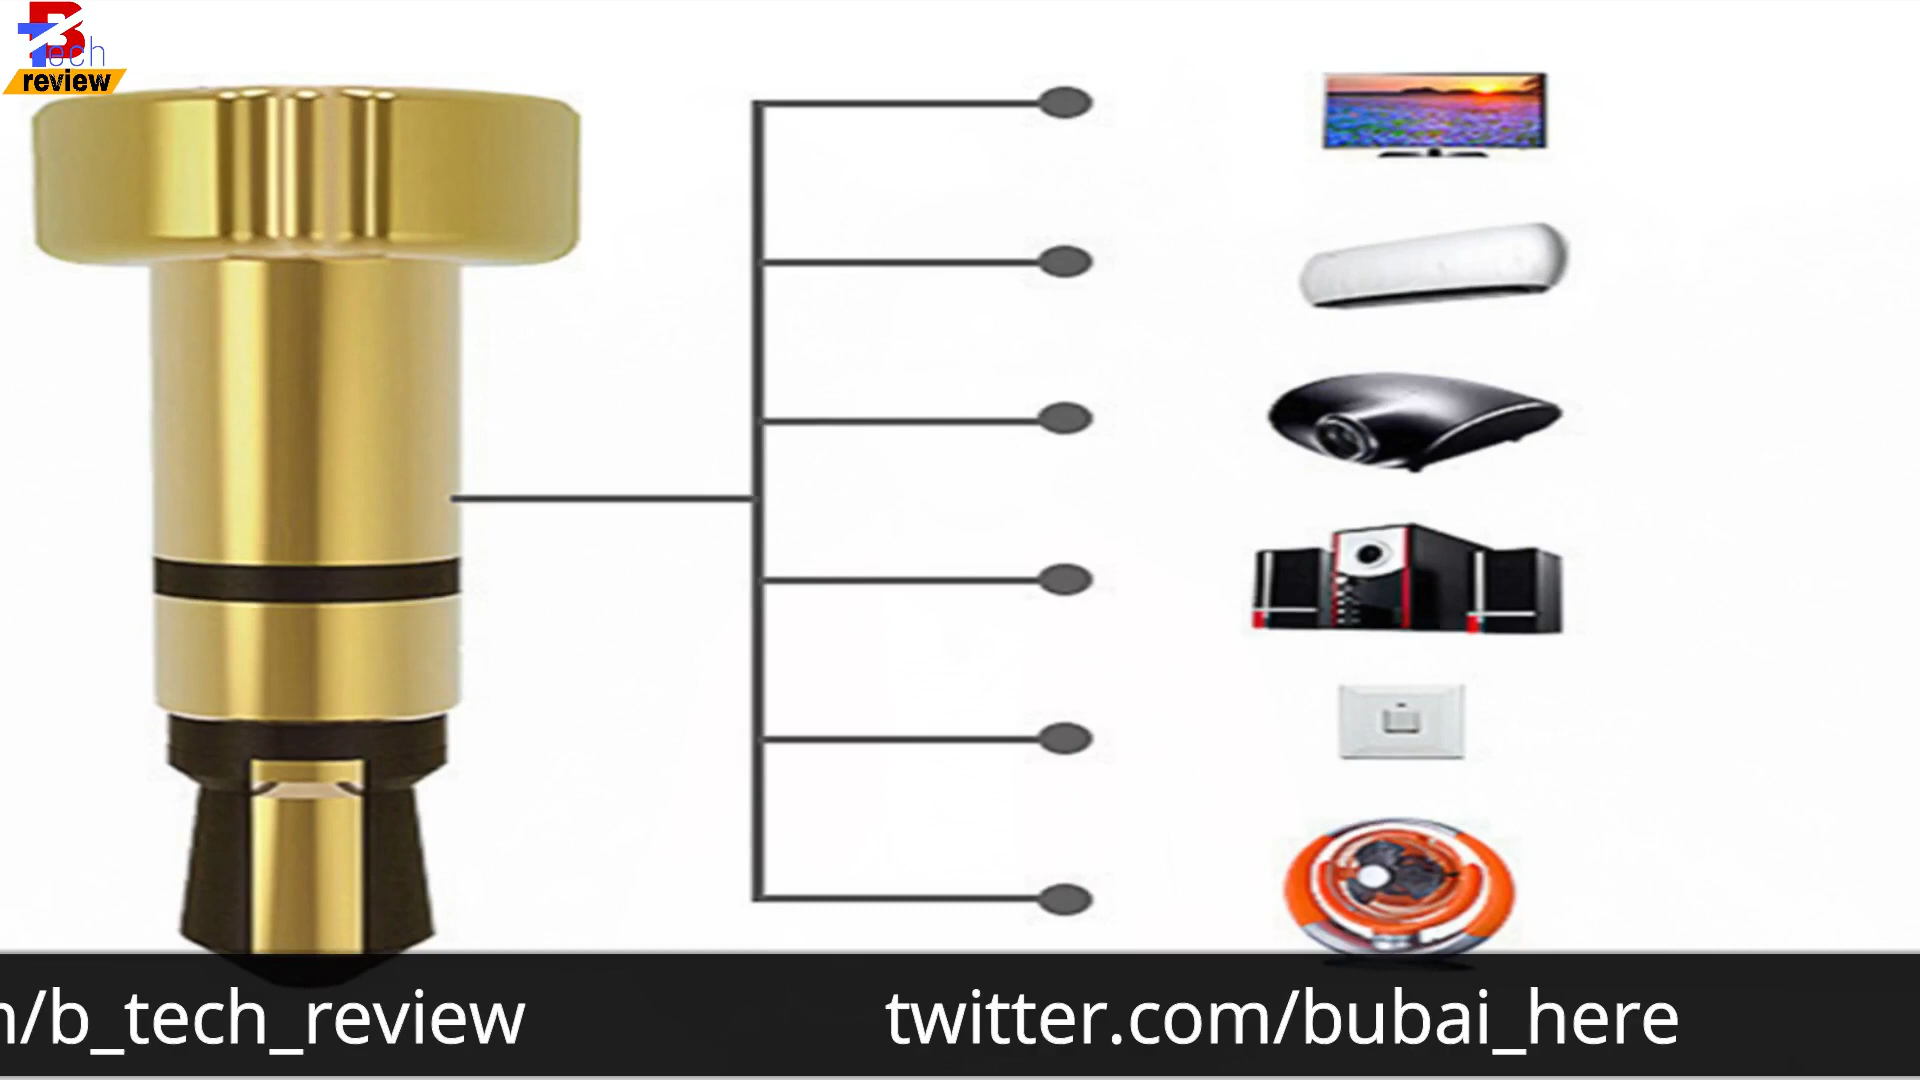 B
Tech
review
n/b_tech_review
twitter.com/bubai_here